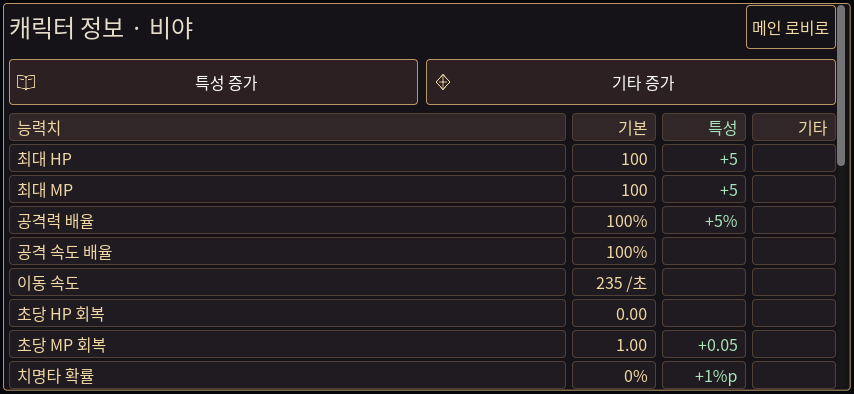 캐릭터 정보 · 비야
메인 로비로
특성 증가
기타 증가
능력치 기본 특성 기타
최대 HP 100 +5
최대 MP 100 +5
공격력 배율 100% +5%
공격 속도 배율 100%
이동 속도 235 /초
초당 HP 회복 0.00
초당 MP 회복 1.00 +0.05
치명타 확률 0% +1%p